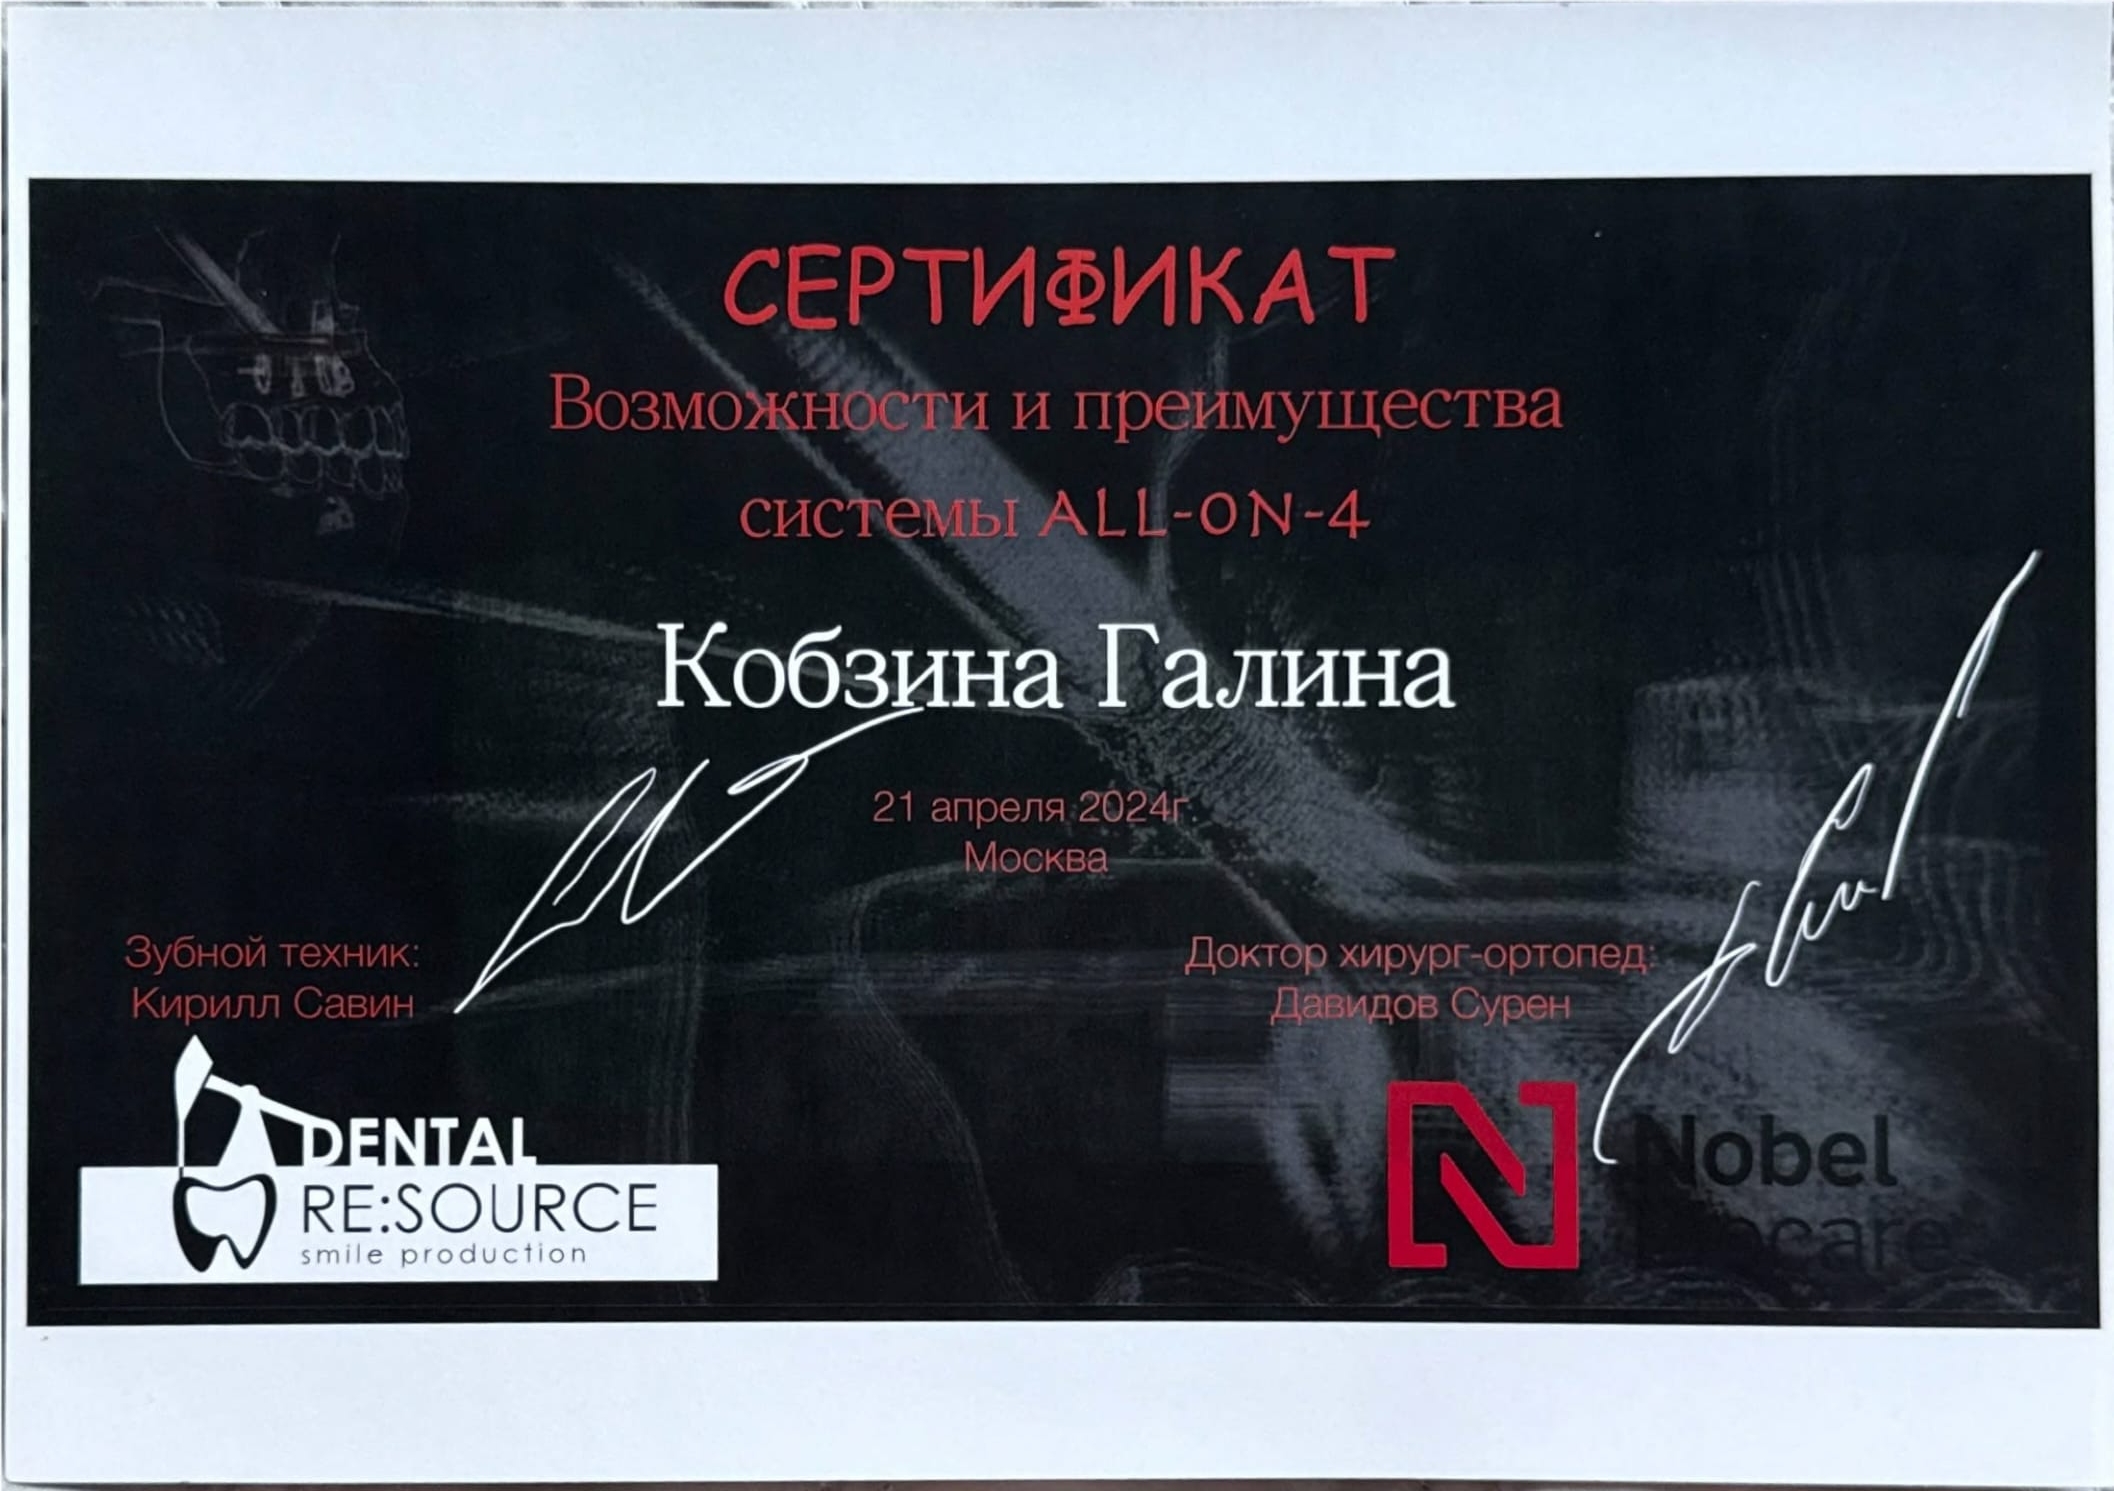 СЕРТИФИКАТ
Возможности и преимущества
системы ALL-ON-4
Кобзина Галина
21 апреля 2024г.
Москва
Зубной техник:
Кирилл Савин
Доктор хирург-ортопед:
Давидов Сурен
DENTAL
RE:SOURCE
smile production
Nobel
Biocare